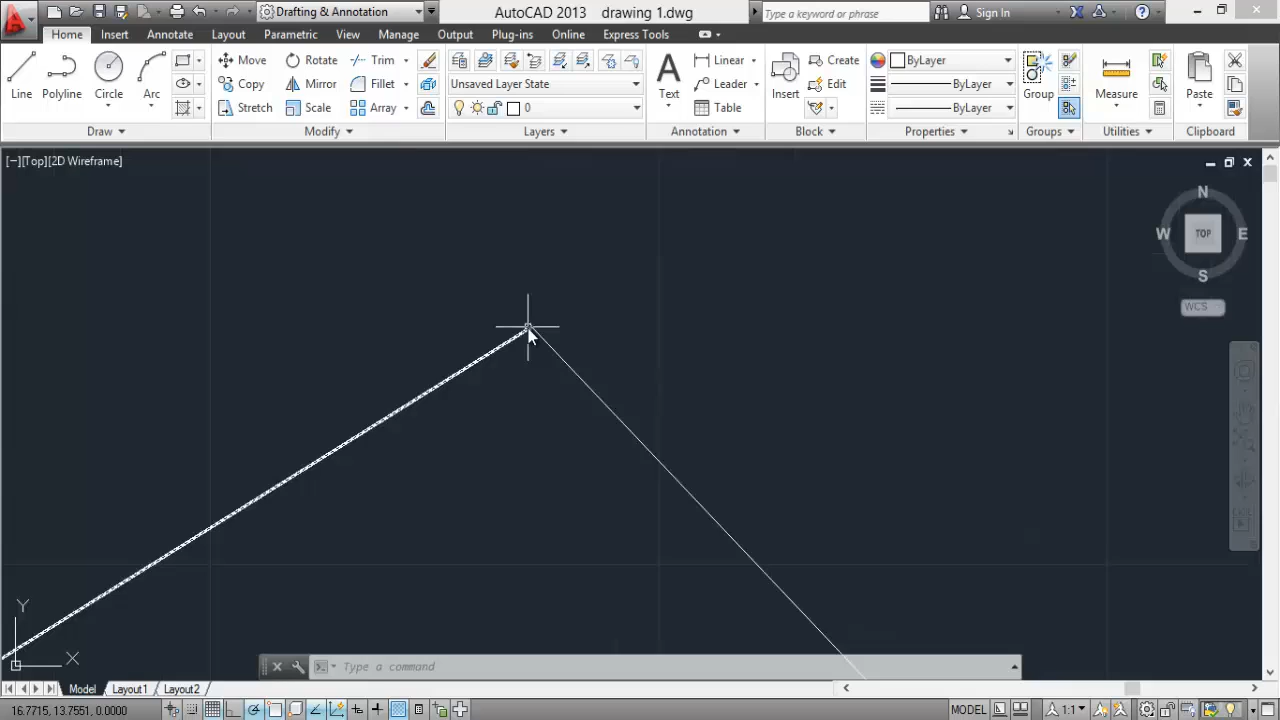 Drafting & Annotation
AutoCAD 2013 drawing 1.dwg
Type a keyword or phrase
Sign In
Home Insert Annotate Layout Parametric View Manage Output Plug-ins Online Express Tools
Line Polyline Circle Arc
Move Rotate Trim
Copy Mirror Fillet
Stretch Scale Array
Unsaved Layer State
0
Text
Linear
Leader
Table
Insert
Create
Edit
ByLayer
ByLayer
ByLayer
Group
Measure
Paste
Draw Modify Layers Annotation Block Properties Groups Utilities Clipboard
[−][Top][2D Wireframe]
N
W TOP E
S
WCS
Y
X
Type a command
Model Layout1 Layout2
16.7715, 13.7551, 0.0000
MODEL
1:1